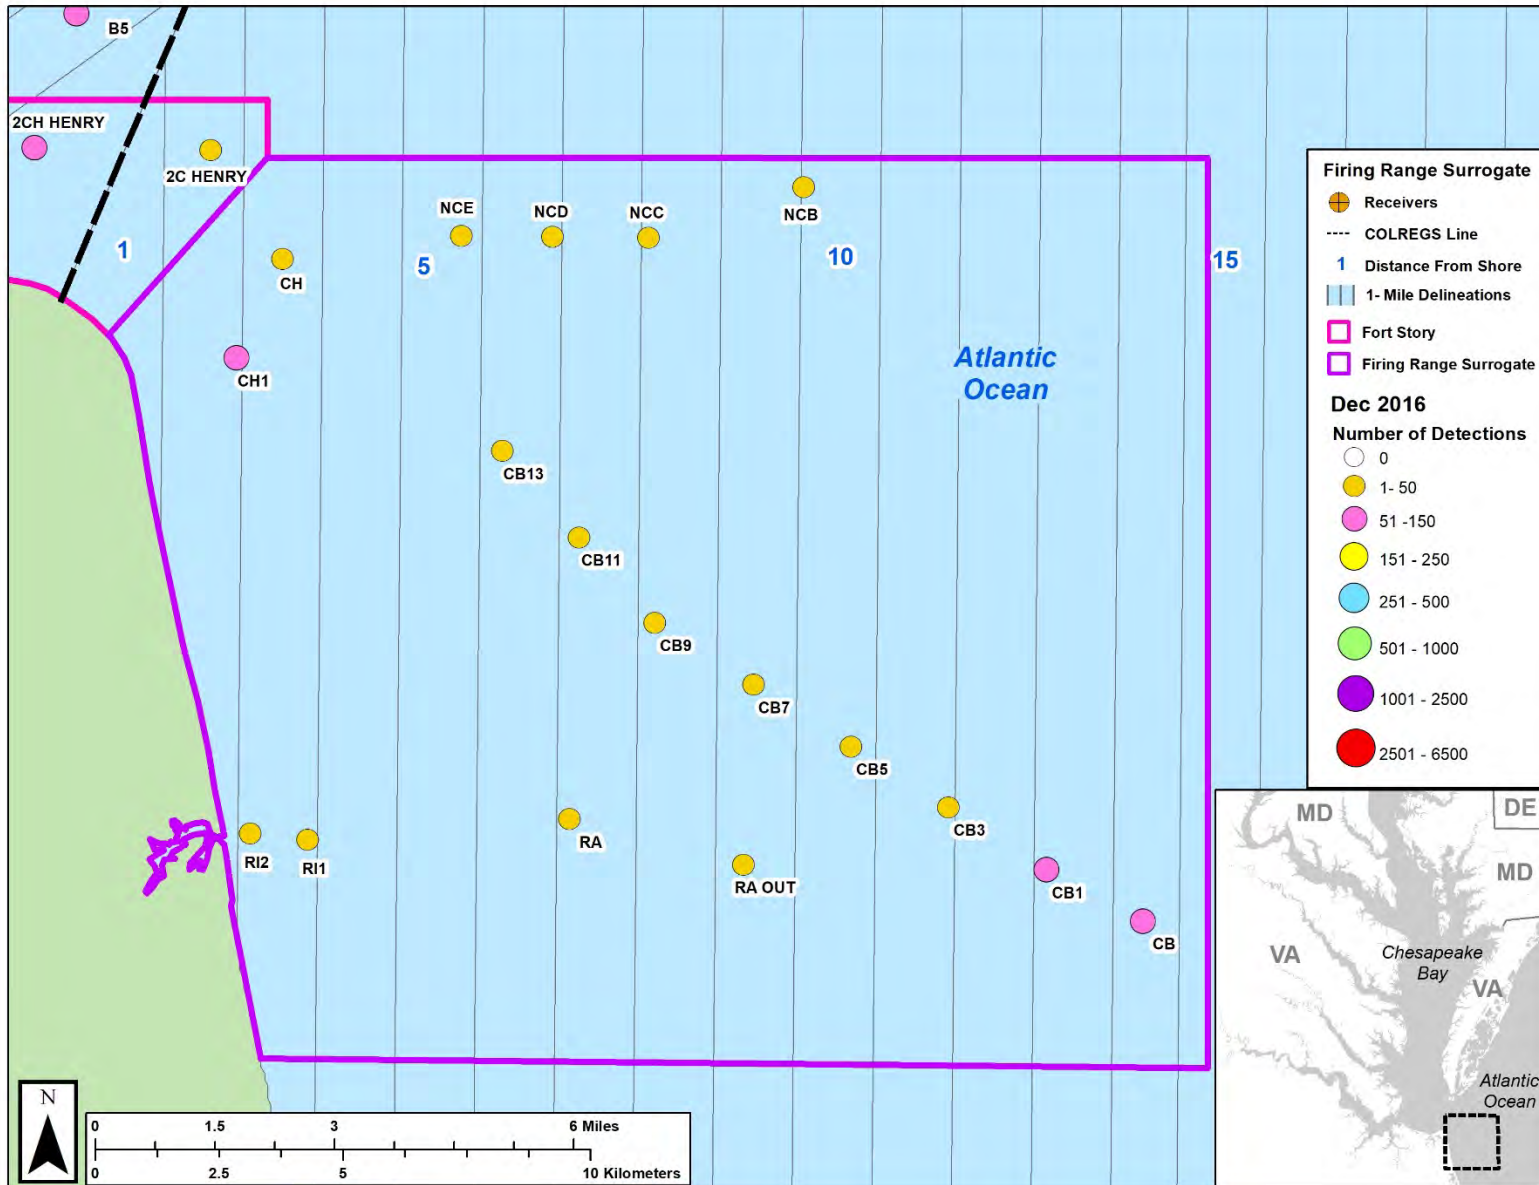 B5
2CH HENRY
2C HENRY
1
NCE
NCD
NCC
NCB
CH
5
10
15
CH1
Atlantic
Ocean
CB13
CB11
CB9
CB7
CB5
CB3
RI2
RI1
RA
RA OUT
CB1
CB
N
0 1.5 3 6 Miles
0 2.5 5 10 Kilometers
Firing Range Surrogate
Receivers
COLREGS Line
1 Distance From Shore
1- Mile Delineations
Fort Story
Firing Range Surrogate
Dec 2016
Number of Detections
0
1- 50
51 -150
151 - 250
251 - 500
501 - 1000
1001 - 2500
2501 - 6500
MD
DE
MD
VA
Chesapeake
Bay
VA
Atlantic
Ocean